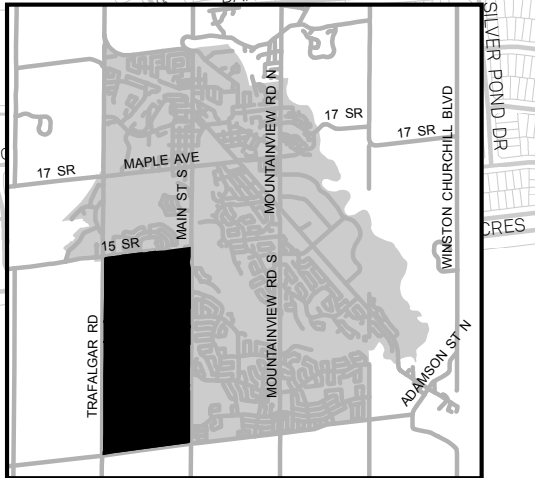 SILVER POND DR
17 SR
17 SR
MAPLE AVE
17 SR
MAIN ST S
MOUNTAINVIEW RD N
WINSTON CHURCHILL BLVD
CRES
15 SR
MOUNTAINVIEW RD S
TRAFALGAR RD
ADAMSON ST N